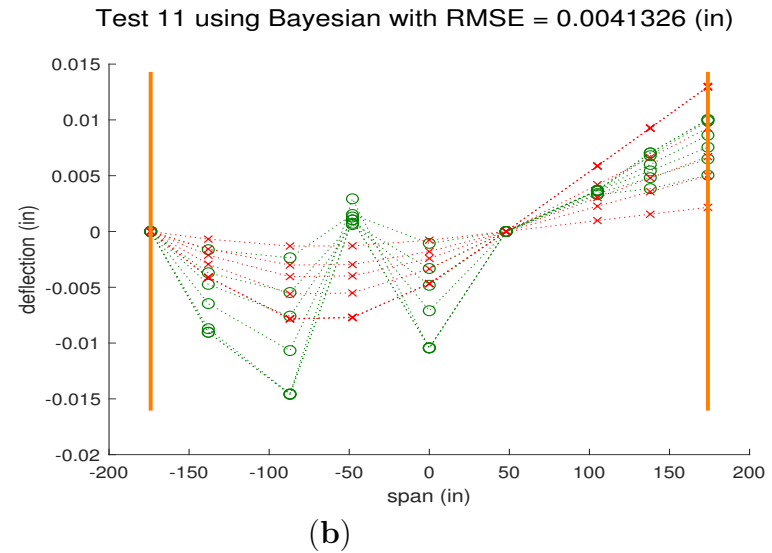 Test 11 using Bayesian with RMSE = 0.0041326 (in)
0.015
0.01
0.005
0
-0.005
-0.01
-0.015
-0.02
deflection (in)
-200 -150 -100 -50 0 50 100 150 200
span (in)
(b)